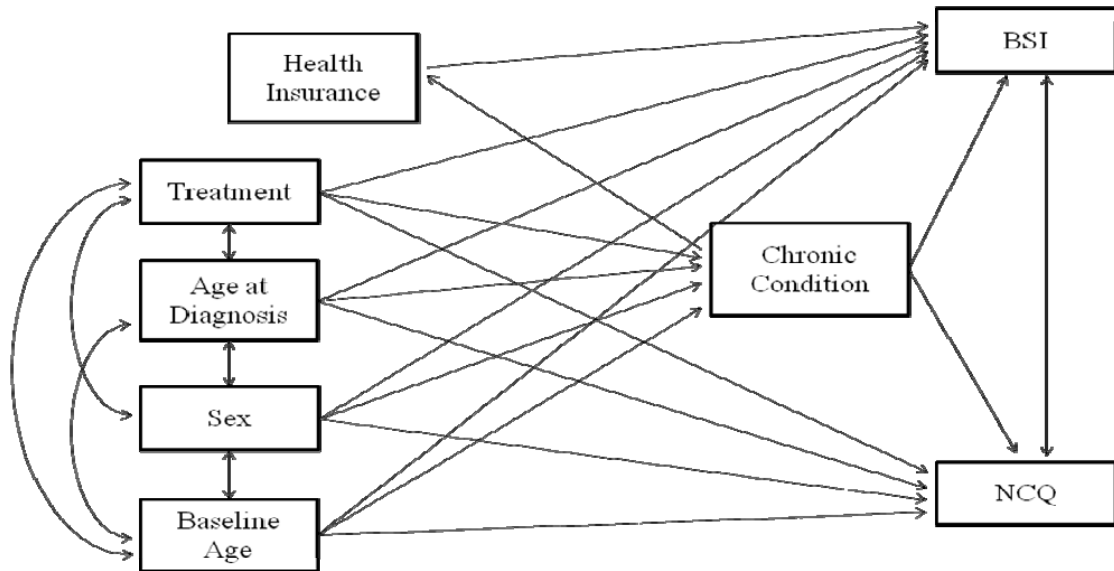 BSI
Health
Insurance
Treatment
Age at
Diagnosis
Chronic
Condition
Sex
Baseline
Age
NCQ